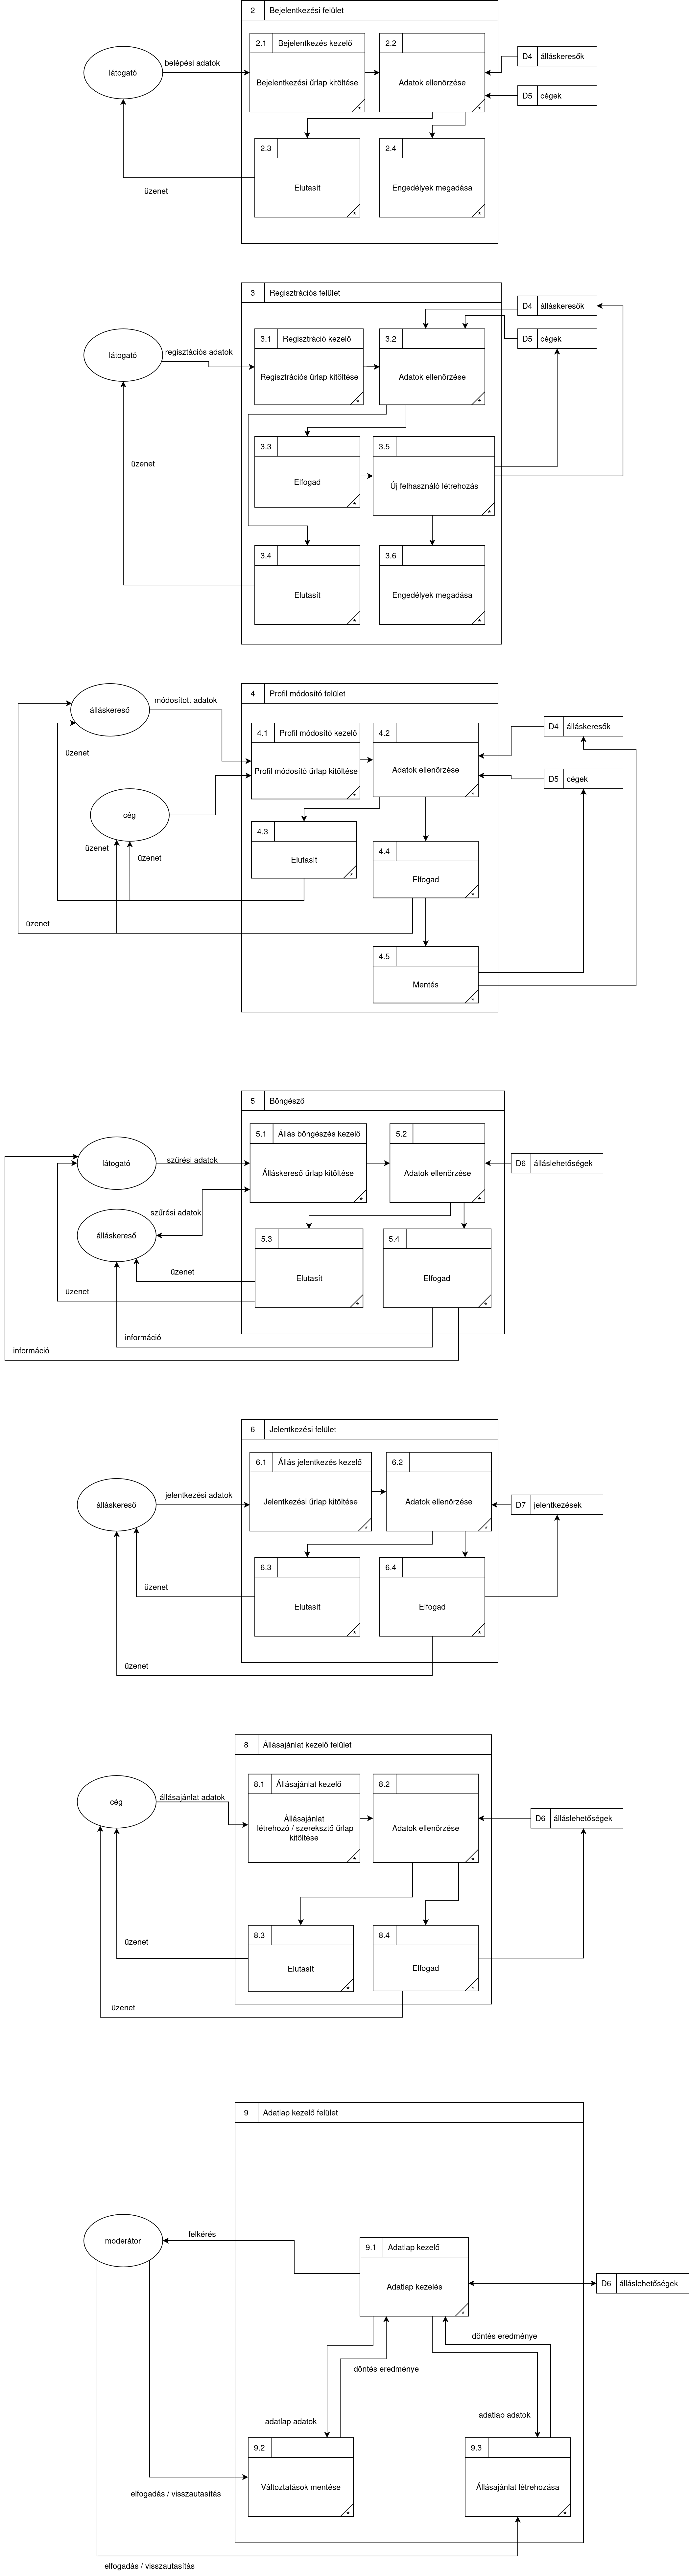 2 Bejelentkezési felület
2.1 Bejelentkezés kezelő
2.2
látogató
belépési adatok
Bejelentkezési űrlap kitöltése
Adatok ellenőrzése
D4 álláskeresők
D5 cégek
*
*
2.3
2.4
üzenet
Elutasít
Engedélyek megadása
*
*
3 Regisztrációs felület
D4 álláskeresők
3.1 Regisztráció kezelő
3.2
D5 cégek
látogató
regisztációs adatok
Regisztrációs űrlap kitöltése
Adatok ellenőrzése
*
*
3.3
3.5
üzenet
Elfogad
Új felhasználó létrehozás
*
*
3.4
3.6
Elutasít
Engedélyek megadása
*
*
4 Profil módosító felület
álláskereső
módosított adatok
4.1 Profil módosító kezelő
4.2
D4 álláskeresők
üzenet
Profil módosító űrlap kitöltése
Adatok ellenőrzése
D5 cégek
*
*
cég
4.3
üzenet
üzenet
Elutasít
*
4.4
Elfogad
*
üzenet
4.5
Mentés
*
5 Böngésző
5.1 Állás böngészés kezelő
5.2
látogató
szűrési adatok
Álláskereső űrlap kitöltése
Adatok ellenőrzése
D6 álláslehetőségek
*
*
szűrési adatok
álláskereső
5.3
5.4
üzenet
Elutasít
Elfogad
*
*
üzenet
információ
információ
6 Jelentkezési felület
6.1 Állás jelentkezés kezelő
6.2
álláskereső
jelentkezési adatok
Jelentkezési űrlap kitöltése
Adatok ellenőrzése
D7 jelentkezések
*
*
6.3
6.4
üzenet
Elutasít
Elfogad
*
*
üzenet
8 Állásajánlat kezelő felület
8.1 Állásajánlat kezelő
8.2
cég
állásajánlat adatok
Állásajánlat
létrehozó / szereksztő űrlap
kitöltése
Adatok ellenőrzése
D6 álláslehetőségek
*
*
8.3
8.4
üzenet
Elutasít
Elfogad
*
*
üzenet
9 Adatlap kezelő felület
moderátor
felkérés
9.1 Adatlap kezelő
Adatlap kezelés
D6 álláslehetőségek
*
döntés eredménye
döntés eredménye
adatlap adatok
adatlap adatok
9.2
9.3
Változtatások mentése
Állásajánlat létrehozása
*
*
elfogadás / visszautasítás
elfogadás / visszautasítás